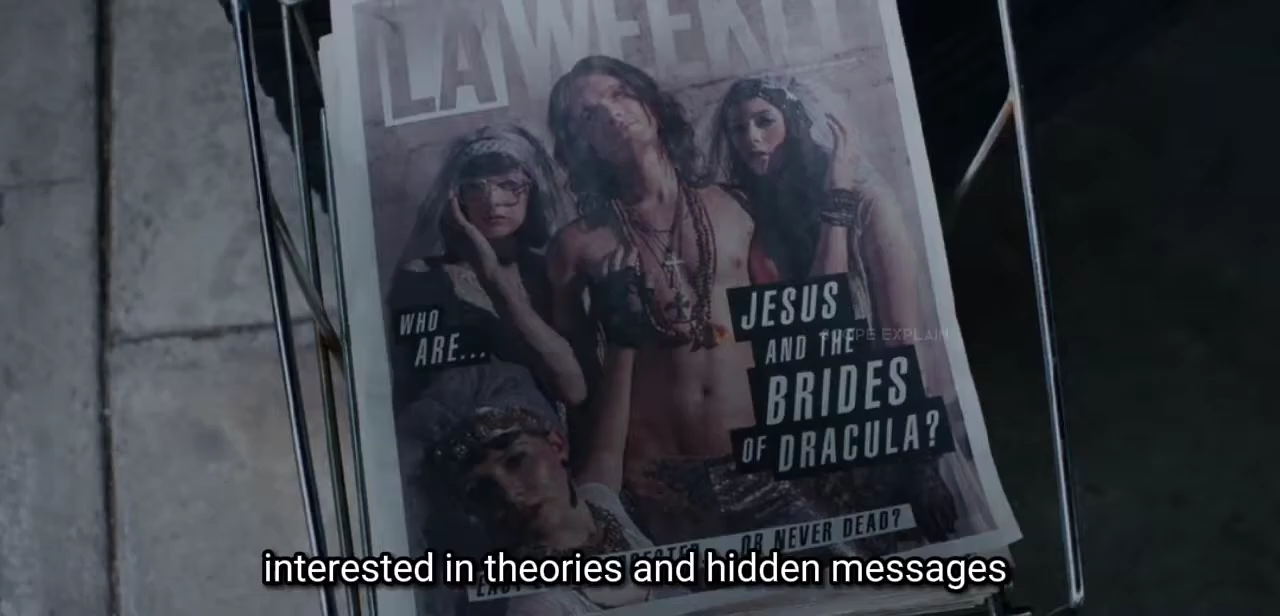 LA WEEKLY
WHO
ARE...
JESUS
AND THE
BRIDES
OF DRACULA?
OR NEVER DEAD?
interested in theories and hidden messages